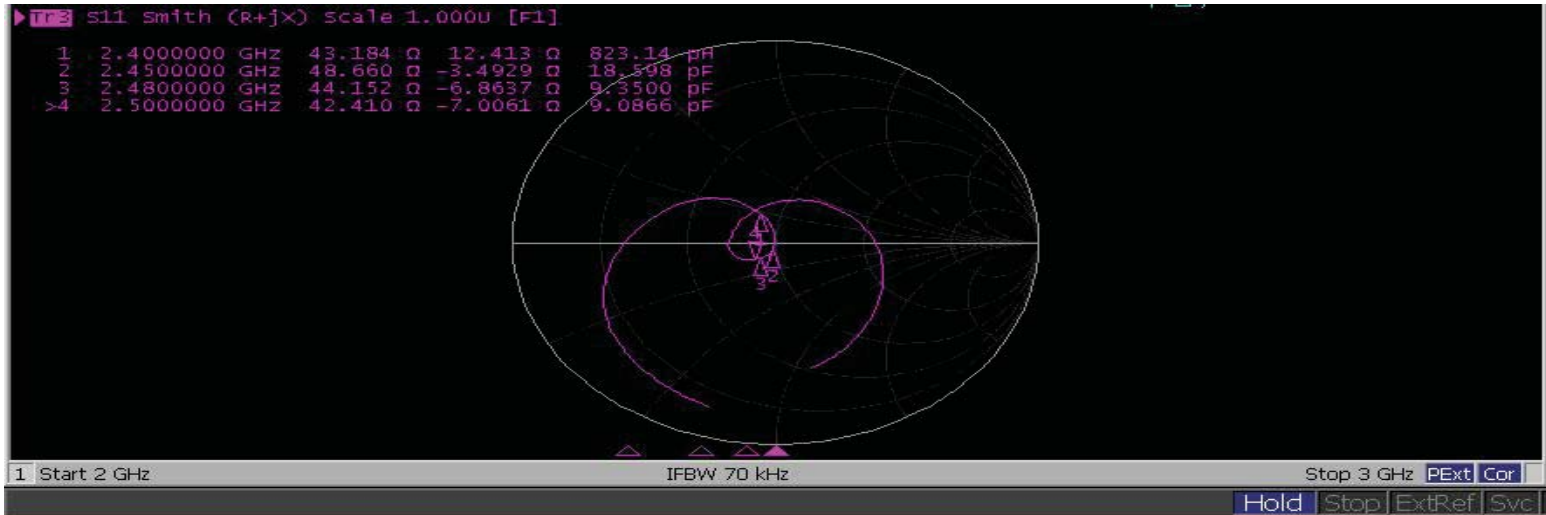 Tr3 S11 Smith (R+jX) Scale 1.000U [F1]
1 2.4000000 GHz 43.184 Ω 12.413 Ω 823.14 pH
2 2.4500000 GHz 48.660 Ω -3.4929 Ω 18.598 pF
3 2.4800000 GHz 44.152 Ω -6.8637 Ω 9.3500 pF
>4 2.5000000 GHz 42.410 Ω -7.0061 Ω 9.0866 pF
3 2
1 Start 2 GHz IFBW 70 kHz Stop 3 GHz PExt Cor
Hold Stop ExtRef Svc